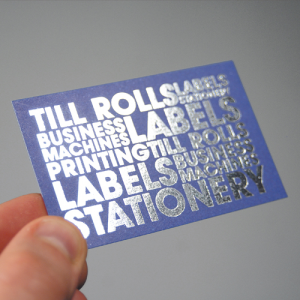 TILL ROLLS LABELS
STATIONERY
BUSINESS LABELS
MACHINES
PRINTING TILL ROLLS
LABELS BUSINESS
MACHINES
STATIONERY